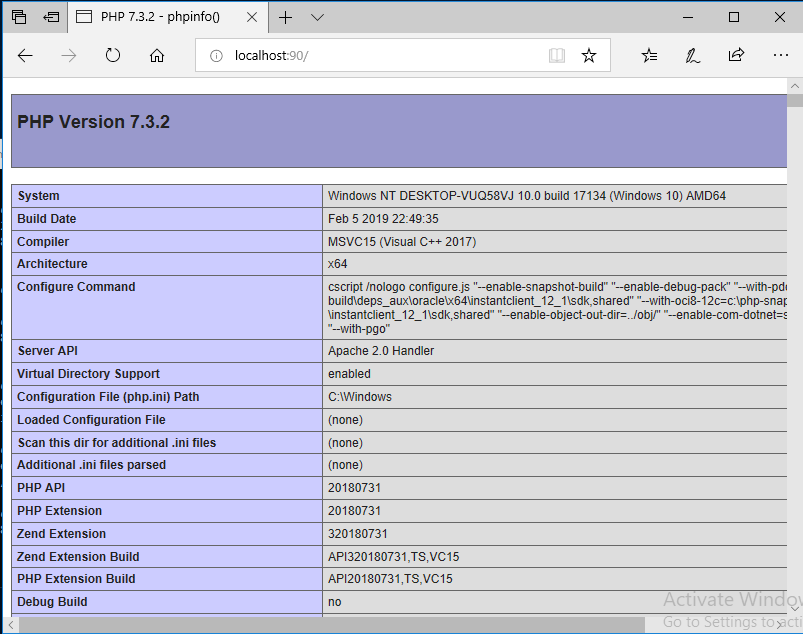 PHP 7.3.2 - phpinfo()
localhost:90/
PHP Version 7.3.2
System Windows NT DESKTOP-VUQ58VJ 10.0 build 17134 (Windows 10) AMD64
Build Date Feb 5 2019 22:49:35
Compiler MSVC15 (Visual C++ 2017)
Architecture x64
Configure Command cscript /nologo configure.js "--enable-snapshot-build" "--enable-debug-pack" "--with-pdo
build\deps_aux\oracle\x64\instantclient_12_1\sdk,shared" "--with-oci8-12c=c:\php-snap
\instantclient_12_1\sdk,shared" "--enable-object-out-dir=../obj/" "--enable-com-dotnet=s
"--with-pgo"
Server API Apache 2.0 Handler
Virtual Directory Support enabled
Configuration File (php.ini) Path C:\Windows
Loaded Configuration File (none)
Scan this dir for additional .ini files (none)
Additional .ini files parsed (none)
PHP API 20180731
PHP Extension 20180731
Zend Extension 320180731
Zend Extension Build API320180731,TS,VC15
PHP Extension Build API20180731,TS,VC15
Debug Build no
Activate Window
Go to Settings to acti